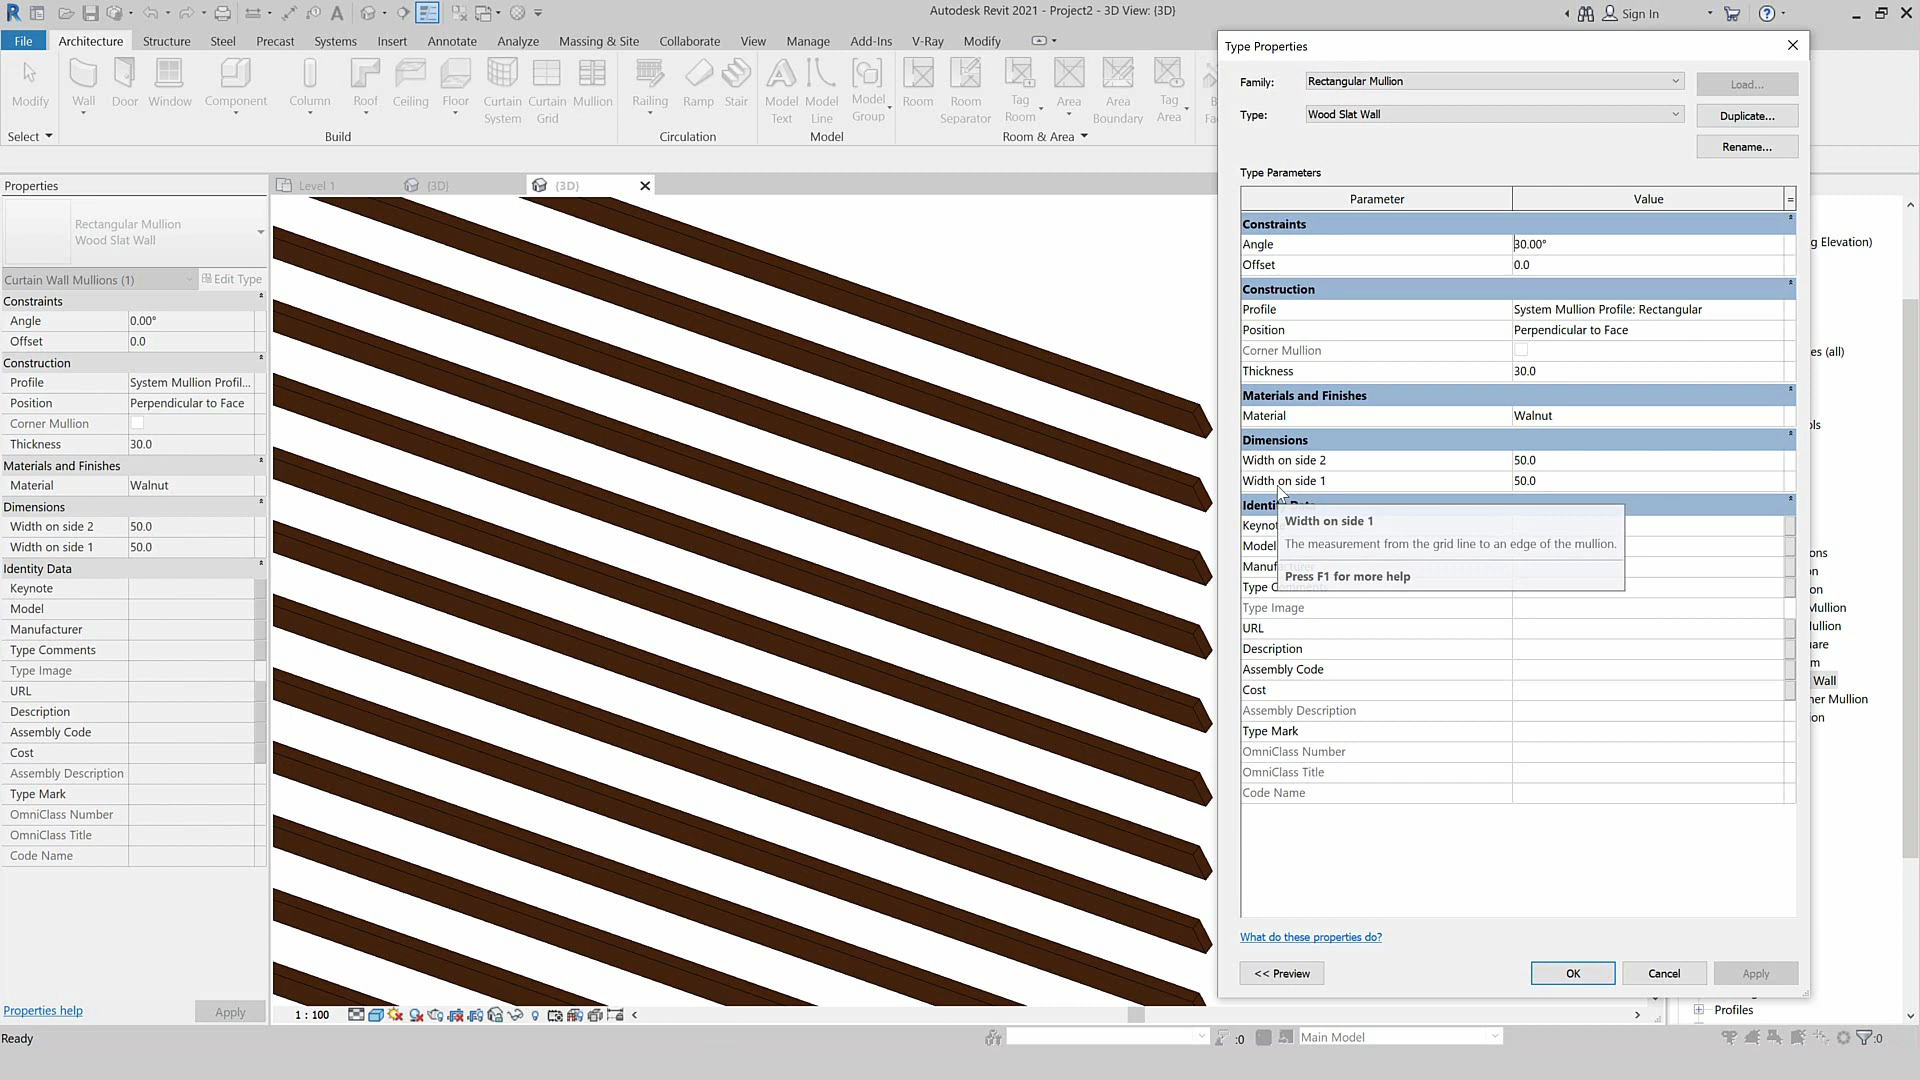 Autodesk Revit 2021 - Project2 - 3D View: {3D}
Sign In
File Architecture Structure Steel Precast Systems Insert Annotate Analyze Massing & Site Collaborate View Manage Add-Ins V-Ray Modify
Modify
Wall
Door
Window
Component
Column
Roof
Ceiling
Floor
Curtain System
Curtain Grid
Mullion
Railing
Ramp
Stair
Model Text
Model Line
Model Group
Room
Room Separator
Tag Room
Area
Area Boundary
Tag Area
Select
Build
Circulation
Model
Room & Area
Properties
Level 1
{3D}
{3D}
Rectangular Mullion
Wood Slat Wall
Curtain Wall Mullions (1)
Edit Type
Constraints
Angle 0.00°
Offset 0.0
Construction
Profile System Mullion Profil...
Position Perpendicular to Face
Corner Mullion
Thickness 30.0
Materials and Finishes
Material Walnut
Dimensions
Width on side 2 50.0
Width on side 1 50.0
Identity Data
Keynote
Model
Manufacturer
Type Comments
Type Image
URL
Description
Assembly Code
Cost
Assembly Description
Type Mark
OmniClass Number
OmniClass Title
Code Name
Properties help
Apply
1 : 100
Ready
:0
Main Model
:0
Type Properties
Family: Rectangular Mullion
Load...
Type: Wood Slat Wall
Duplicate...
Rename...
Type Parameters
Parameter Value =
Constraints
Angle 30.00°
Offset 0.0
Construction
Profile System Mullion Profile: Rectangular
Position Perpendicular to Face
Corner Mullion
Thickness 30.0
Materials and Finishes
Material Walnut
Dimensions
Width on side 2 50.0
Width on side 1 50.0
Width on side 1
The measurement from the grid line to an edge of the mullion.
Press F1 for more help
Type Image
URL
Description
Assembly Code
Cost
Assembly Description
Type Mark
OmniClass Number
OmniClass Title
Code Name
What do these properties do?
<< Preview
OK
Cancel
Apply
g Elevation)
es (all)
Mullion
Wall
ner Mullion
Profiles